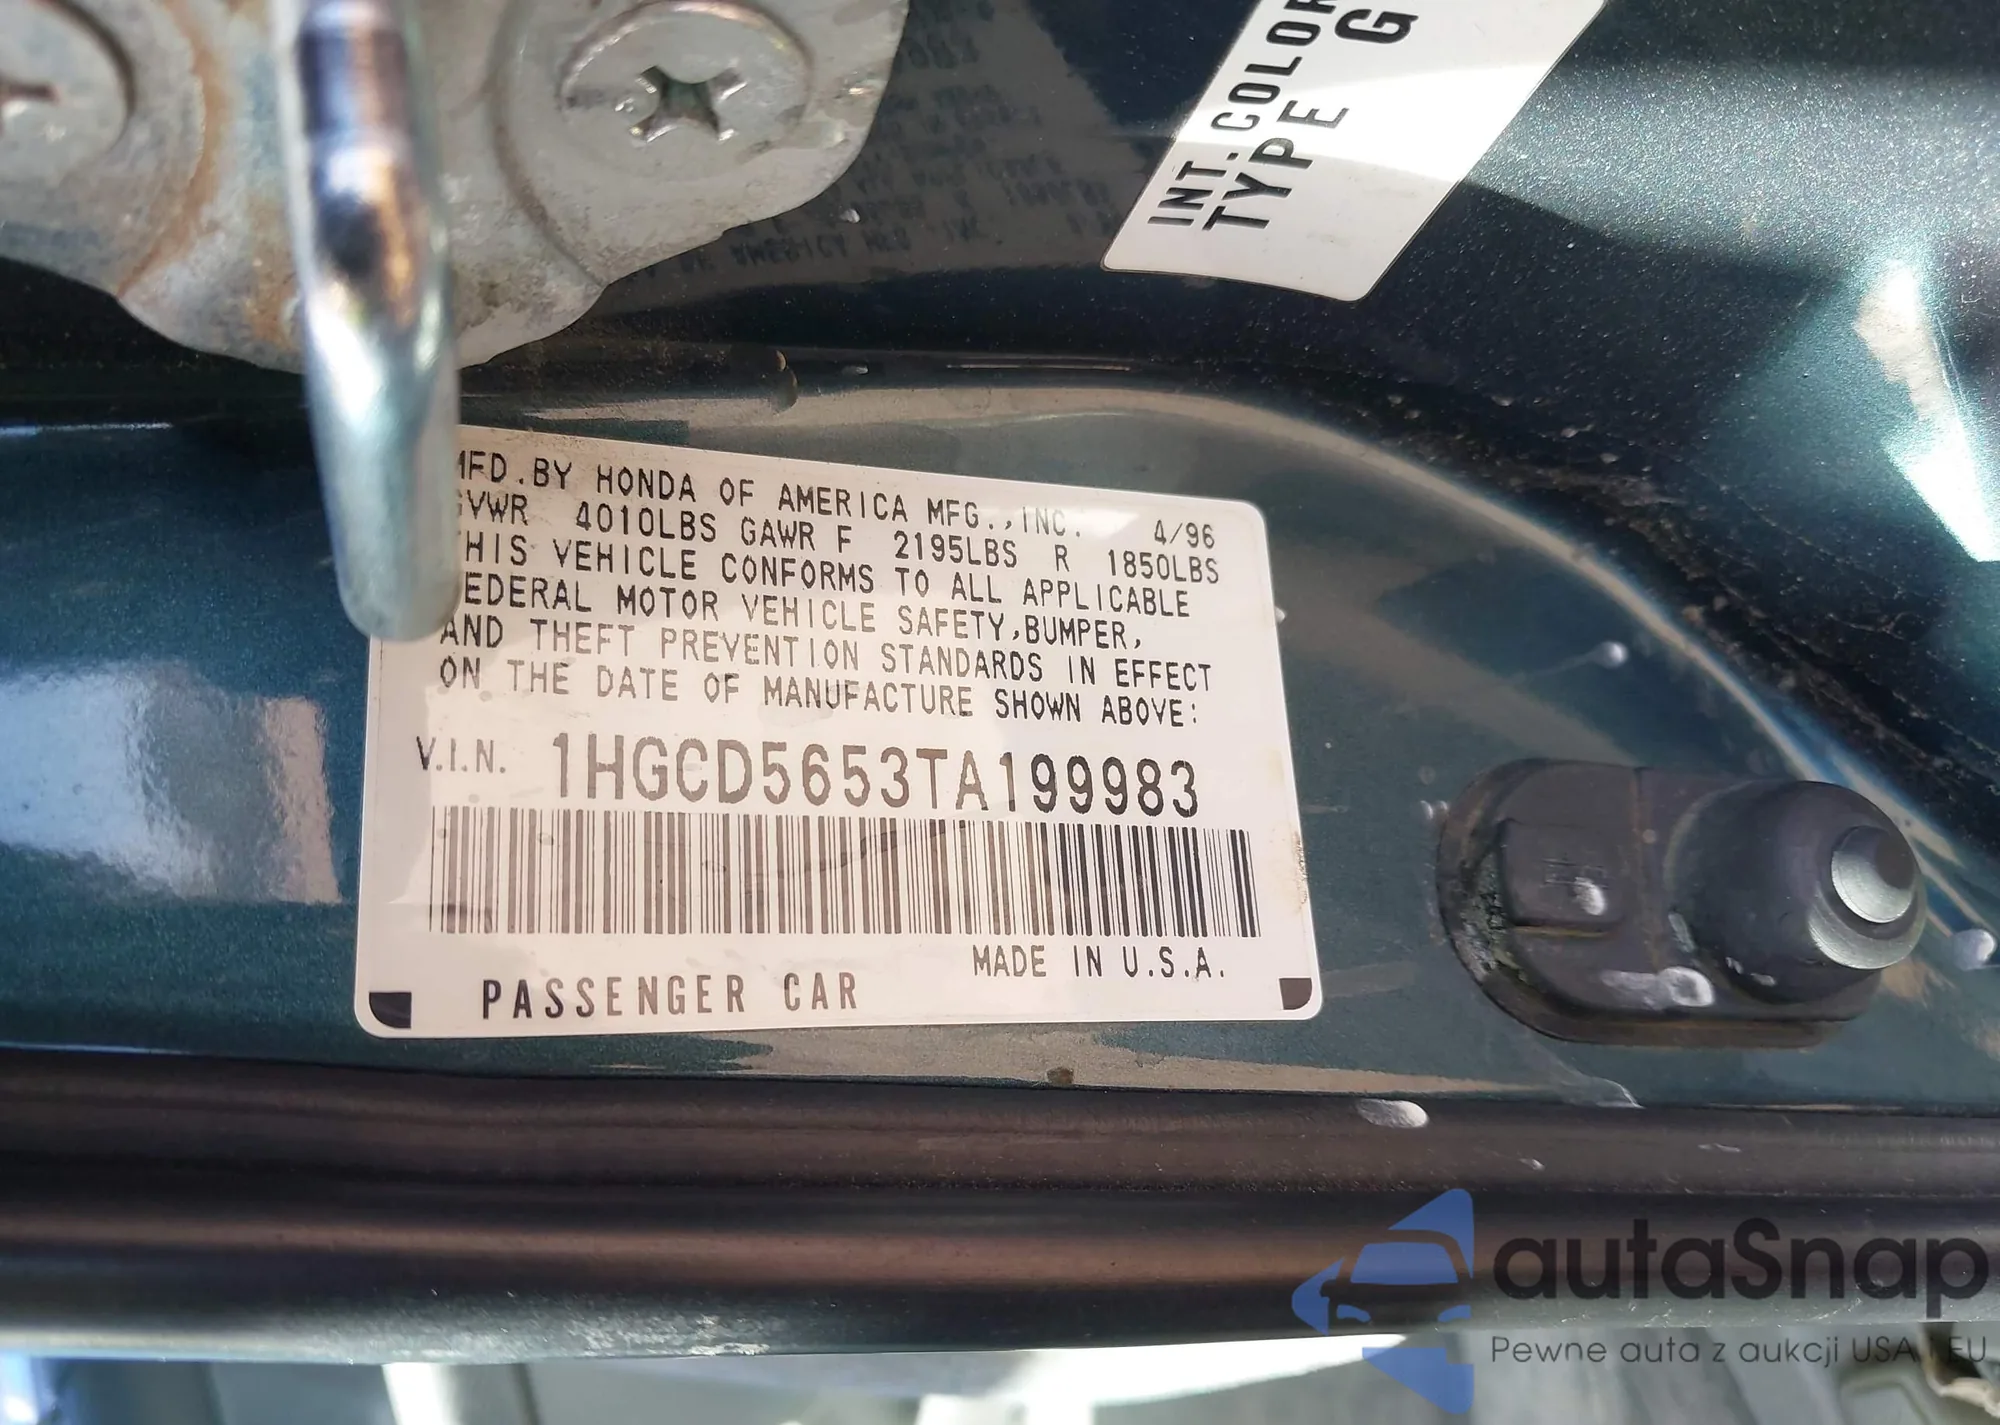 INT.COLOR
TYPE G
MFD.BY HONDA OF AMERICA MFG.,INC. 4/96
GVWR 4010LBS GAWR F 2195LBS R 1850LBS
THIS VEHICLE CONFORMS TO ALL APPLICABLE
FEDERAL MOTOR VEHICLE SAFETY,BUMPER,
AND THEFT PREVENTION STANDARDS IN EFFECT
ON THE DATE OF MANUFACTURE SHOWN ABOVE:
V.I.N. 1HGCD5653TA199983
MADE IN U.S.A.
PASSENGER CAR
autaSnap
Pewne auta z aukcji USA i EU